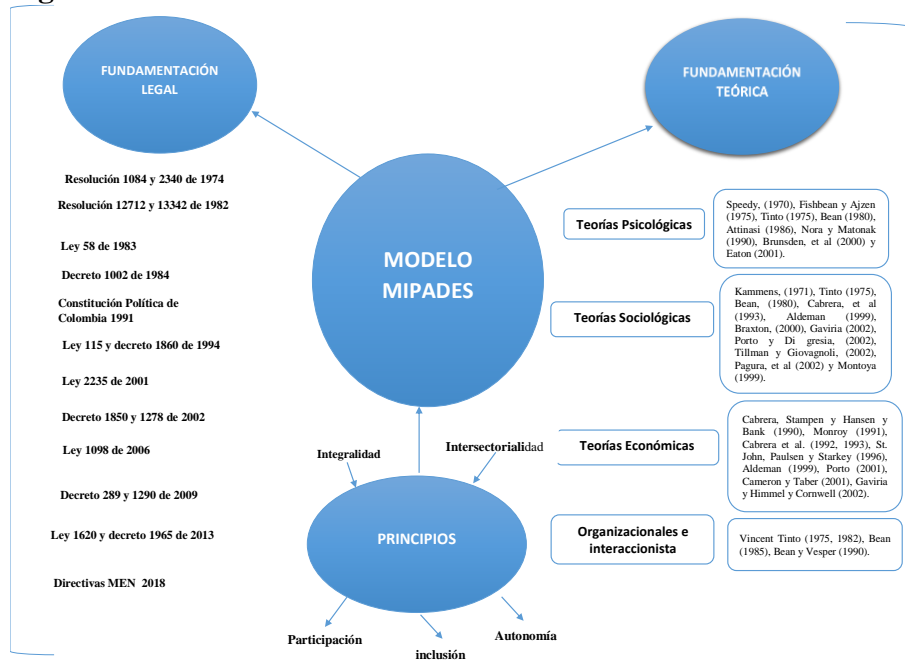 FUNDAMENTACIÓN
LEGAL
Resolución 1084 y 2340 de 1974
Resolución 12712 y 13342 de 1982
Ley 58 de 1983
Decreto 1002 de 1984
Constitución Política de
Colombia 1991
Ley 115 y decreto 1860 de 1994
Ley 2235 de 2001
Decreto 1850 y 1278 de 2002
Ley 1098 de 2006
Decreto 289 y 1290 de 2009
Ley 1620 y decreto 1965 de 2013
Directivas MEN 2018
MODELO
MIPADES
Integralidad
Intersectorialidad
PRINCIPIOS
Participación
inclusión
Autonomía
FUNDAMENTACIÓN
TEÓRICA
Teorías Psicológicas
Speedy, (1970), Fishbean y Ajzen
(1975), Tinto (1975), Bean (1980),
Attinasi (1986), Nora y Matonak
(1990), Brunsden, et al (2000) y
Eaton (2001).
Teorías Sociológicas
Kammens, (1971), Tinto (1975),
Bean, (1980), Cabrera, et al
(1993), Aldeman (1999),
Braxton, (2000), Gaviria (2002),
Porto y Di gresia, (2002),
Tillman y Giovagnoli, (2002),
Pagura, et al (2002) y Montoya
(1999).
Teorías Económicas
Cabrera, Stampen y Hansen y
Bank (1990), Monroy (1991),
Cabrera et al. (1992, 1993), St.
John, Paulsen y Starkey (1996),
Aldeman (1999), Porto (2001),
Cameron y Taber (2001), Gaviria
y Himmel y Cornwell (2002).
Organizacionales e
interaccionista
Vincent Tinto (1975, 1982), Bean
(1985), Bean y Vesper (1990).